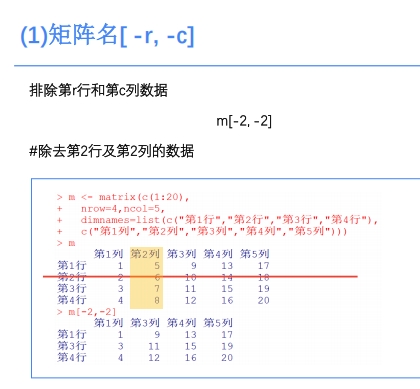 (1)矩阵名[ -r, -c]
排除第r行和第c列数据
m[-2, -2]
#除去第2行及第2列的数据
> m <- matrix(c(1:20),
+ nrow=4,ncol=5,
+ dimnames=list(c("第1行","第2行","第3行","第4行"),
+ c("第1列","第2列","第3列","第4列","第5列")))
> m
第1列 第2列 第3列 第4列 第5列
第1行 1 5 9 13 17
第2行 2 6 10 14 18
第3行 3 7 11 15 19
第4行 4 8 12 16 20
> m[-2,-2]
第1列 第3列 第4列 第5列
第1行 1 9 13 17
第3行 3 11 15 19
第4行 4 12 16 20